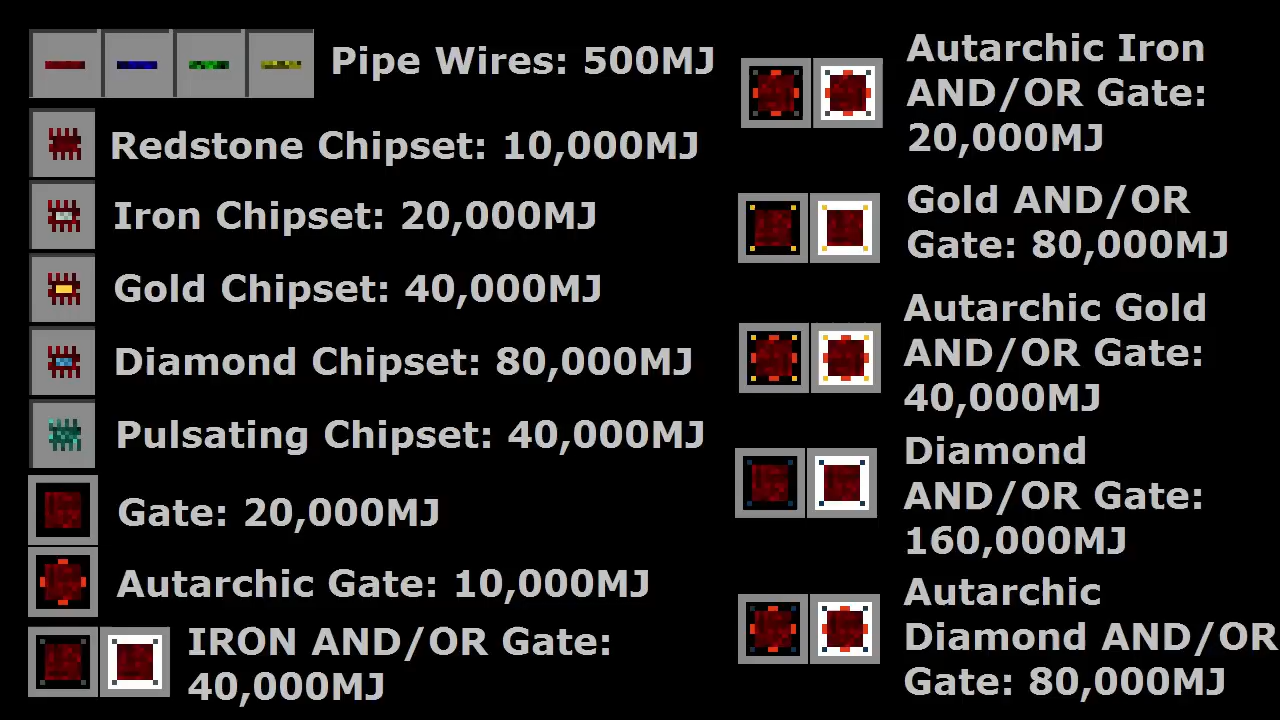 Pipe Wires: 500MJ
Redstone Chipset: 10,000MJ
Iron Chipset: 20,000MJ
Gold Chipset: 40,000MJ
Diamond Chipset: 80,000MJ
Pulsating Chipset: 40,000MJ
Gate: 20,000MJ
Autarchic Gate: 10,000MJ
IRON AND/OR Gate:
40,000MJ
Autarchic Iron
AND/OR Gate:
20,000MJ
Gold AND/OR
Gate: 80,000MJ
Autarchic Gold
AND/OR Gate:
40,000MJ
Diamond
AND/OR Gate:
160,000MJ
Autarchic
Diamond AND/OR
Gate: 80,000MJ